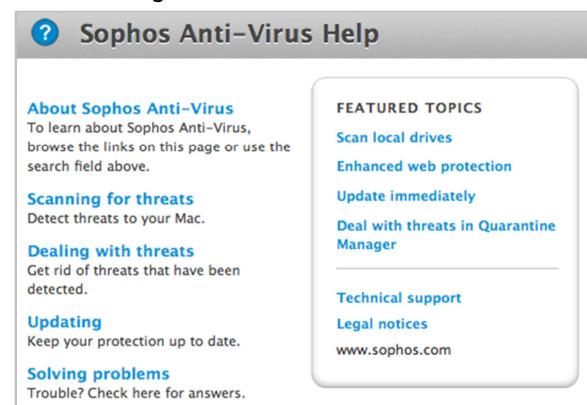 Sophos Anti-Virus Help
About Sophos Anti-Virus
To learn about Sophos Anti-Virus,
browse the links on this page or use the
search field above.
Scanning for threats
Detect threats to your Mac.
Dealing with threats
Get rid of threats that have been
detected.
Updating
Keep your protection up to date.
Solving problems
Trouble? Check here for answers.
FEATURED TOPICS
Scan local drives
Enhanced web protection
Update immediately
Deal with threats in Quarantine
Manager
Technical support
Legal notices
www.sophos.com